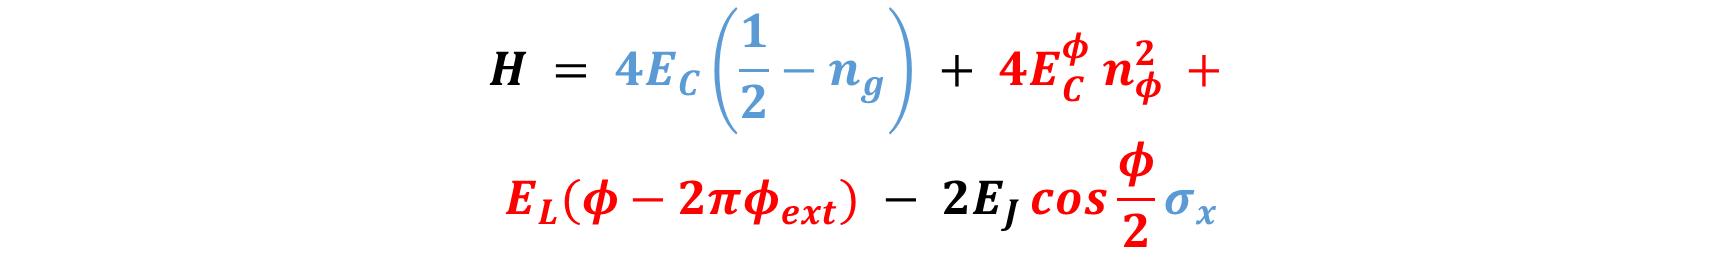 H = 4E_C(1/2 − n_g) + 4E_C^ϕ n_ϕ^2 +
E_L(ϕ − 2πϕ_ext) − 2E_J cos ϕ/2 σ_x